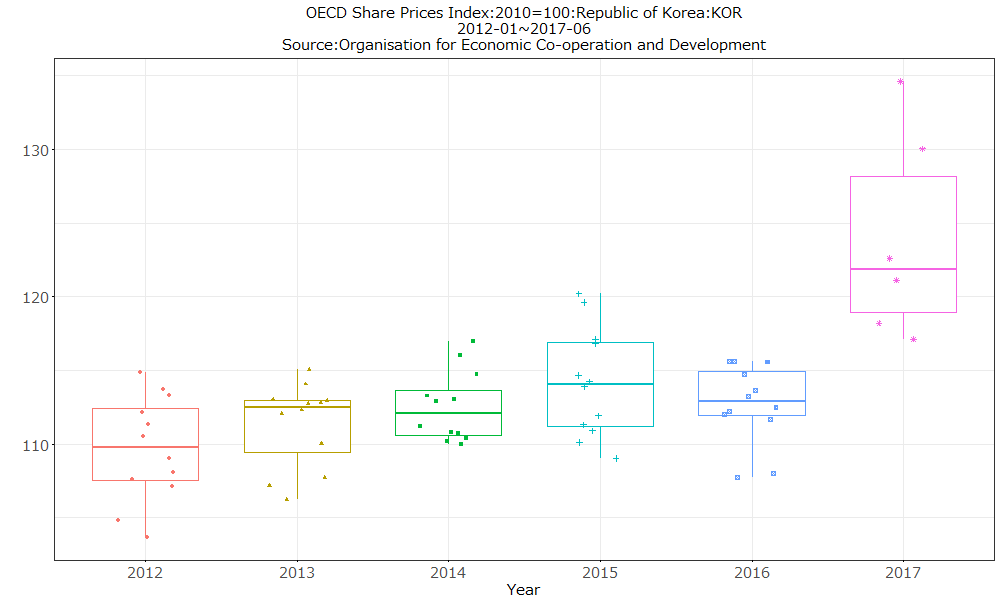 OECD Share Prices Index:2010=100:Republic of Korea:KOR
2012-01~2017-06
Source:Organisation for Economic Co-operation and Development
130
120
110
2012 2013 2014 2015 2016 2017
Year